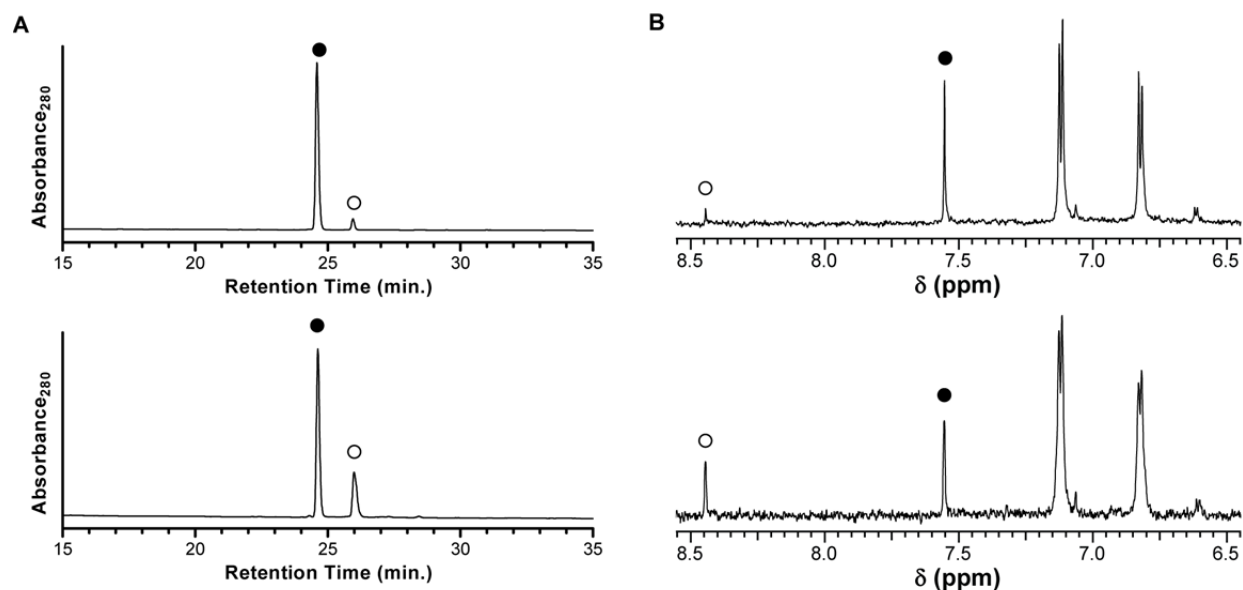 A
Absorbance280
15 20 25 30 35
Retention Time (min.)
Absorbance280
15 20 25 30 35
Retention Time (min.)
B
8.5 8.0 7.5 7.0 6.5
δ (ppm)
8.5 8.0 7.5 7.0 6.5
δ (ppm)